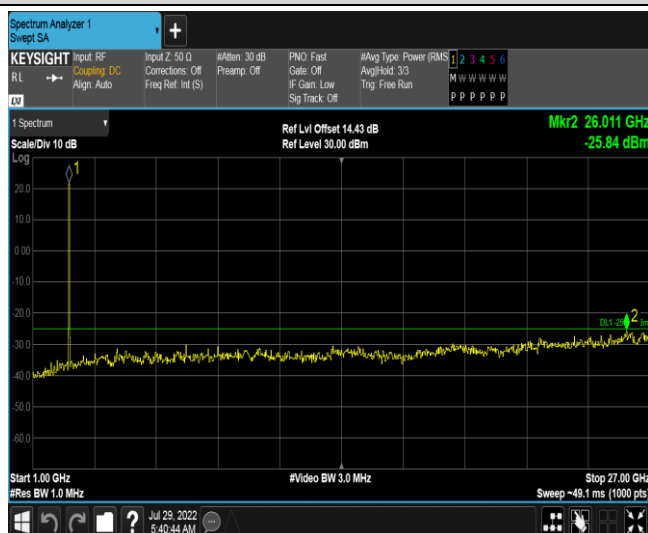 Spectrum Analyzer 1
Swept SA
+
KEYSIGHT
RL
Input: RF
Coupling: DC
Align: Auto
Input Z: 50 Ω
Corrections: Off
Freq Ref: Int (S)
#Atten: 30 dB
Preamp: Off
PNO: Fast
Gate: Off
IF Gain: Low
Sig Track: Off
#Avg Type: Power (RMS
Avg|Hold: 3/3
Trig: Free Run
1 2 3 4 5 6
M W W W W W
P P P P P P
LXI
1 Spectrum
Scale/Div 10 dB
Ref Lvl Offset 14.43 dB
Ref Level 30.00 dBm
Mkr2 26.011 GHz
-25.84 dBm
Log
1
20.0
10.0
0.00
-10.0
-20.0
DL1 -25
2
-30.0
-40.0
-50.0
-60.0
Start 1.00 GHz
#Video BW 3.0 MHz
Stop 27.00 GHz
#Res BW 1.0 MHz
Sweep ~49.1 ms (1000 pts)
?
Jul 29, 2022
5:40:44 AM